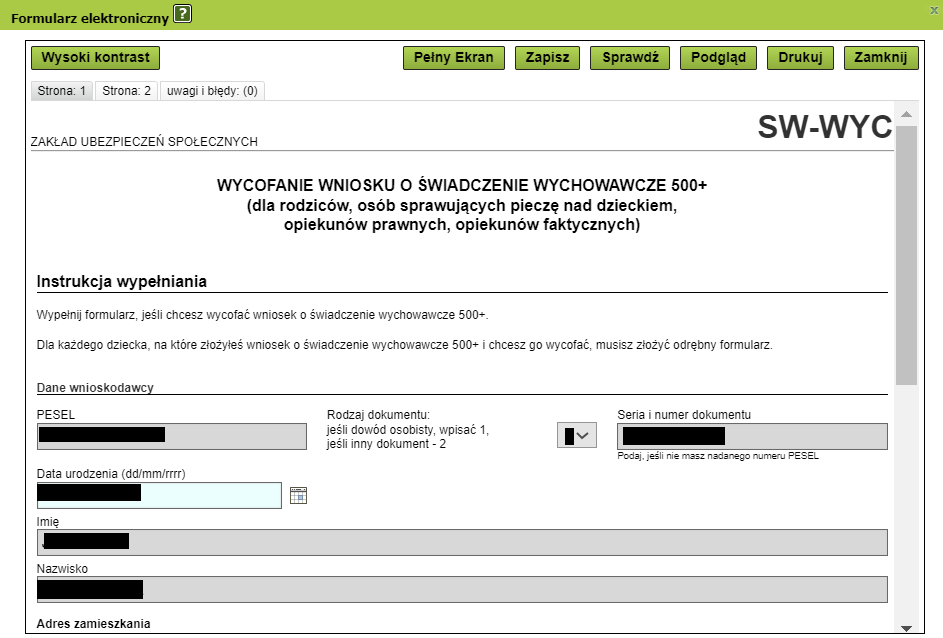 Formularz elektroniczny ?
x
Wysoki kontrast Pełny Ekran Zapisz Sprawdź Podgląd Drukuj Zamknij
Strona: 1 Strona: 2 uwagi i błędy: (0)
SW-WYC
ZAKŁAD UBEZPIECZEŃ SPOŁECZNYCH
WYCOFANIE WNIOSKU O ŚWIADCZENIE WYCHOWAWCZE 500+
(dla rodziców, osób sprawujących pieczę nad dzieckiem,
opiekunów prawnych, opiekunów faktycznych)
Instrukcja wypełniania
Wypełnij formularz, jeśli chcesz wycofać wniosek o świadczenie wychowawcze 500+.
Dla każdego dziecka, na które złożyłeś wniosek o świadczenie wychowawcze 500+ i chcesz go wycofać, musisz złożyć odrębny formularz.
Dane wnioskodawcy
PESEL
Rodzaj dokumentu:
jeśli dowód osobisty, wpisać 1,
jeśli inny dokument - 2
Seria i numer dokumentu
Podaj, jeśli nie masz nadanego numeru PESEL
Data urodzenia (dd/mm/rrrr)
Imię
Nazwisko
Adres zamieszkania